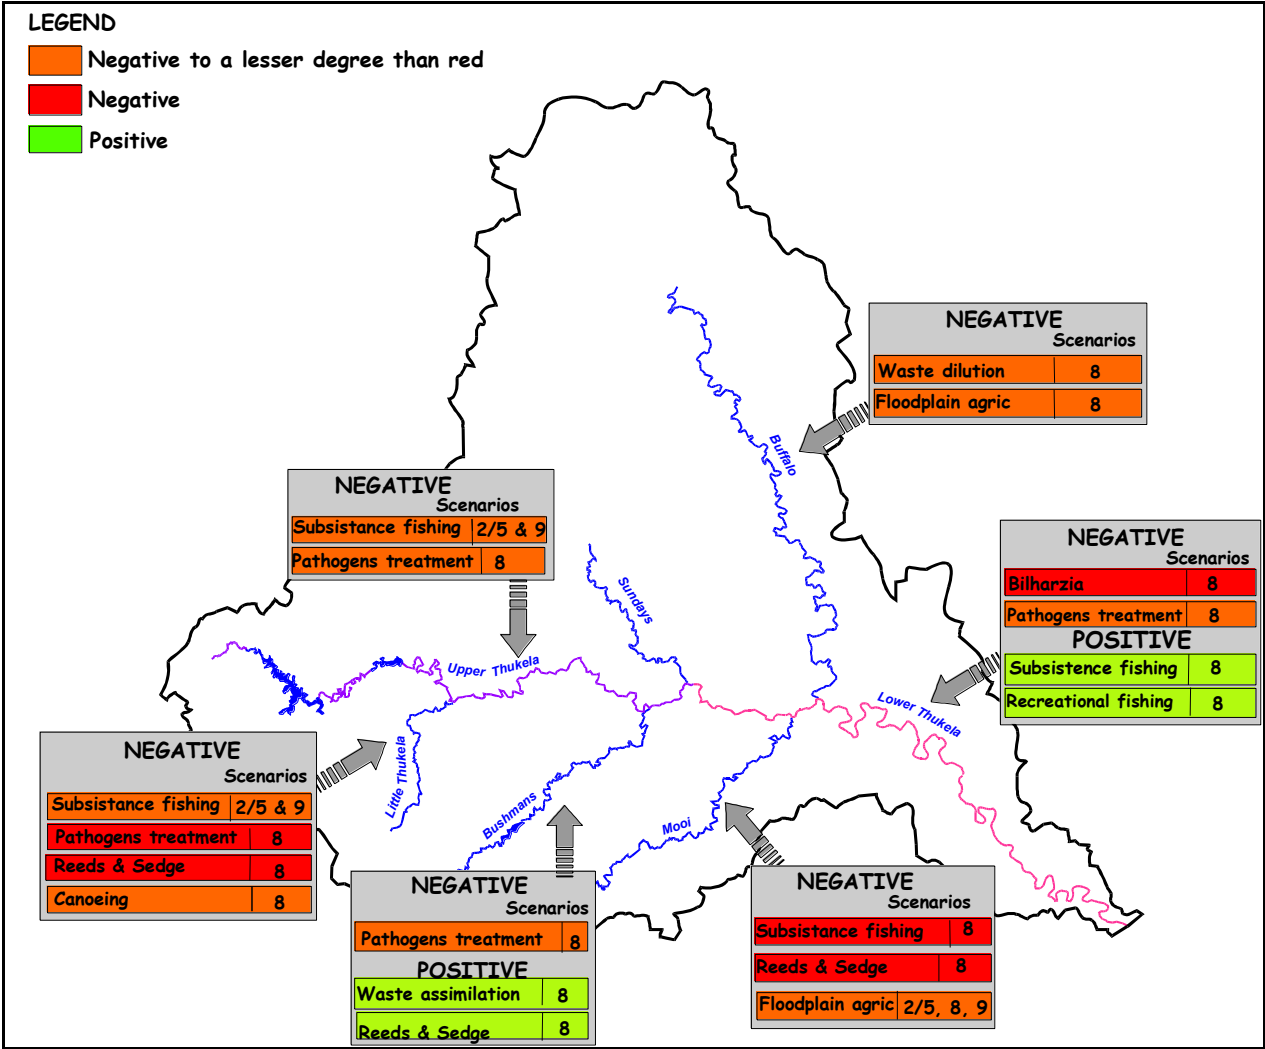 LEGEND
Negative to a lesser degree than red
Negative
Positive
NEGATIVE
Scenarios
Waste dilution 8
Floodplain agric 8
Buffalo
NEGATIVE
Scenarios
Subsistance fishing 2/5 & 9
Pathogens treatment 8
NEGATIVE
Scenarios
Bilharzia 8
Pathogens treatment 8
POSITIVE
Subsistence fishing 8
Recreational fishing 8
Sundays
Upper Thukela
Lower Thukela
Little Thukela
Bushmans
Mooi
NEGATIVE
Scenarios
Subsistance fishing 2/5 & 9
Pathogens treatment 8
Reeds & Sedge 8
Canoeing 8
NEGATIVE
Scenarios
Pathogens treatment 8
POSITIVE
Waste assimilation 8
Reeds & Sedge 8
NEGATIVE
Scenarios
Subsistance fishing 8
Reeds & Sedge 8
Floodplain agric 2/5, 8, 9